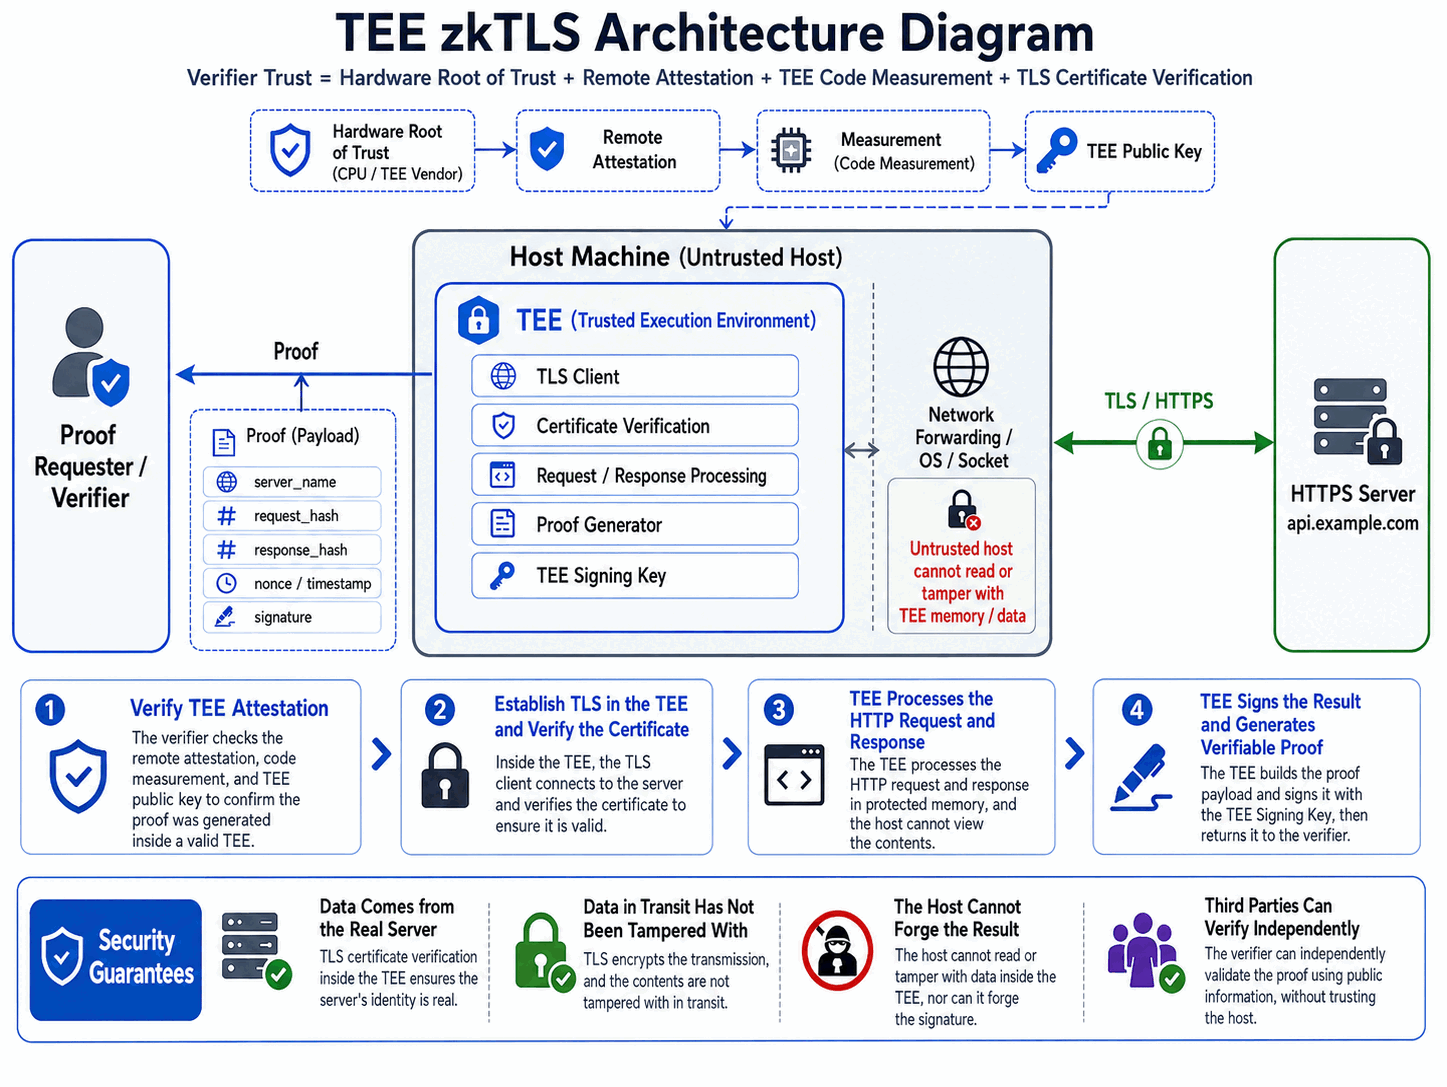 TEE zkTLS Architecture Diagram
Verifier Trust = Hardware Root of Trust + Remote Attestation + TEE Code Measurement + TLS Certificate Verification
Hardware Root
of Trust
(CPU / TEE Vendor)
Remote
Attestation
Measurement
(Code Measurement)
TEE Public Key
Proof
Requester /
Verifier
Proof
Proof (Payload)
server_name
request_hash
response_hash
nonce / timestamp
signature
Host Machine (Untrusted Host)
TEE (Trusted Execution Environment)
TLS Client
Certificate Verification
Request / Response Processing
Proof Generator
TEE Signing Key
Network
Forwarding /
OS / Socket
Untrusted host
cannot read or
tamper with
TEE memory / data
TLS / HTTPS
HTTPS Server
api.example.com
1
Verify TEE Attestation
The verifier checks the
remote attestation, code
measurement, and TEE
public key to confirm the
proof was generated
inside a valid TEE.
2
Establish TLS in the TEE
and Verify the Certificate
Inside the TEE, the TLS
client connects to the server
and verifies the certificate to
ensure it is valid.
3
TEE Processes the
HTTP Request and
Response
The TEE processes the
HTTP request and response
in protected memory, and
the host cannot view
the contents.
4
TEE Signs the Result
and Generates
Verifiable Proof
The TEE builds the proof
payload and signs it with
the TEE Signing Key, then
returns it to the verifier.
Security
Guarantees
Data Comes from
the Real Server
TLS certificate verification
inside the TEE ensures the
server's identity is real.
Data in Transit Has Not
Been Tampered With
TLS encrypts the transmission,
and the contents are not
tampered with in transit.
The Host Cannot
Forge the Result
The host cannot read or
tamper with data inside the
TEE, nor can it forge
the signature.
Third Parties Can
Verify Independently
The verifier can independently
validate the proof using public
information, without trusting
the host.